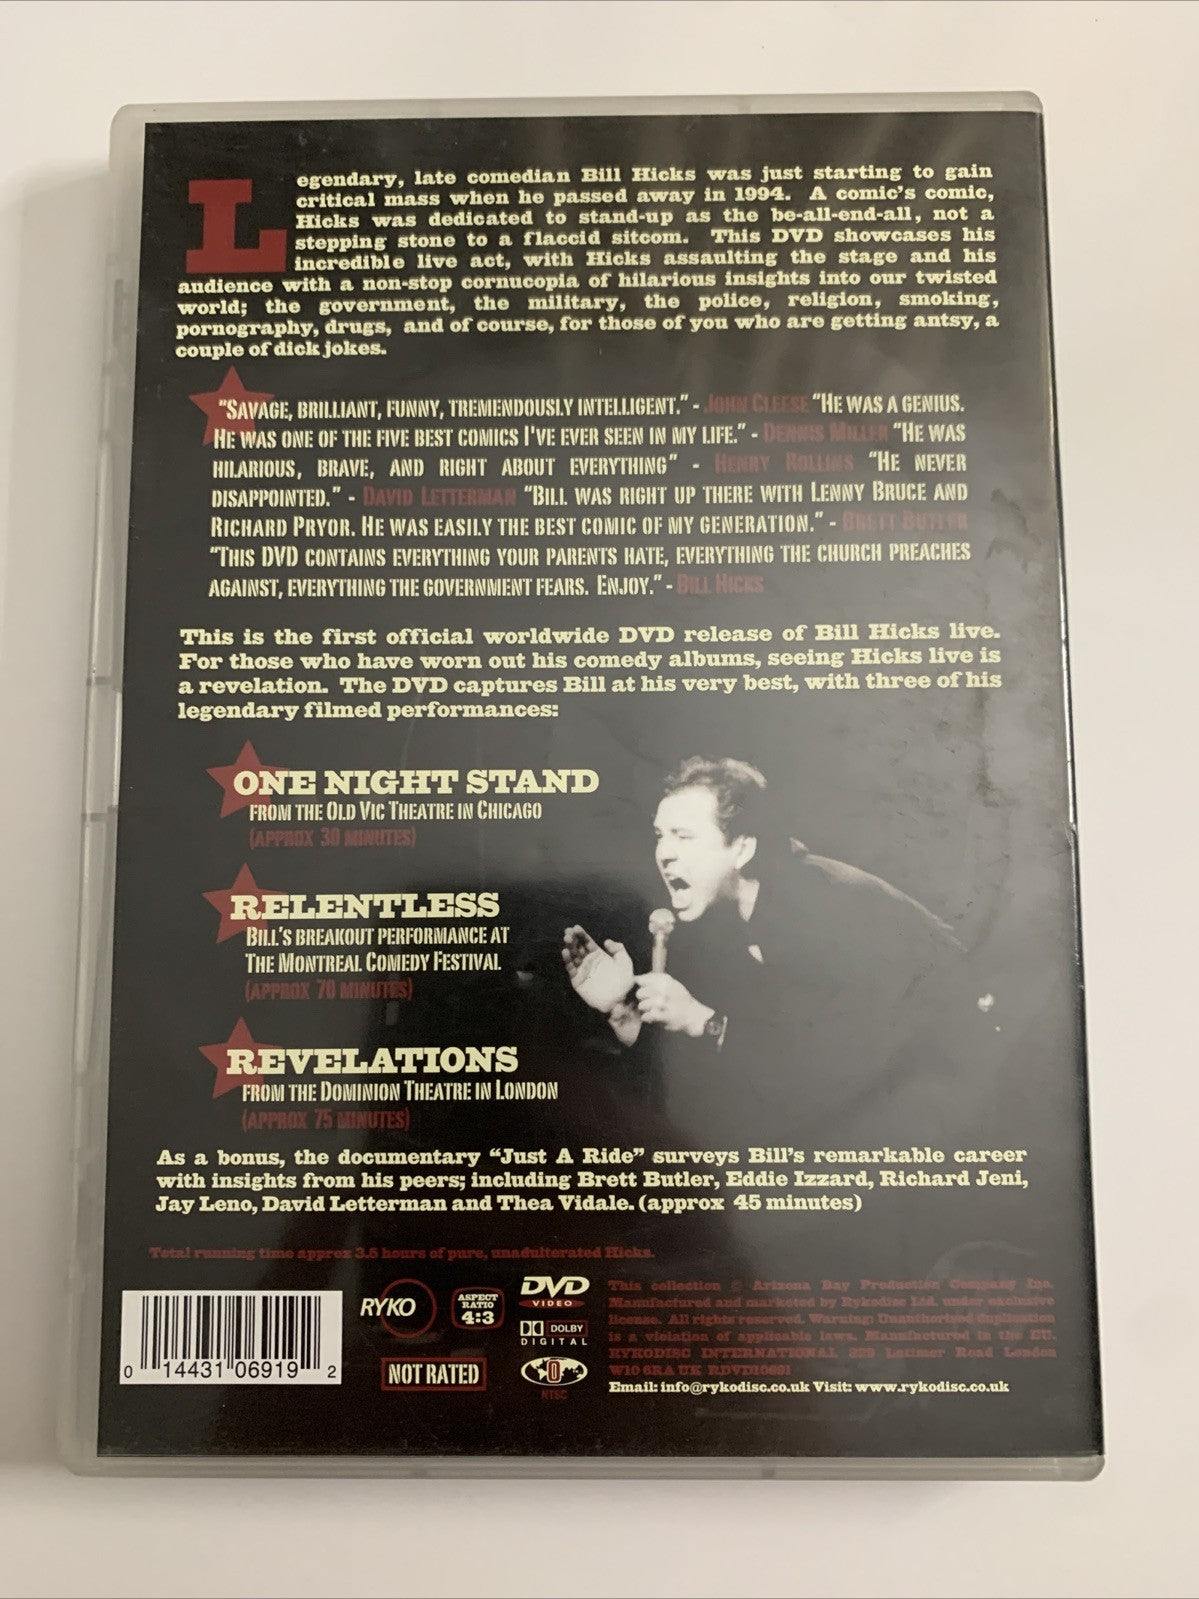 Legendary, late comedian Bill Hicks was just starting to gain
critical mass when he passed away in 1994. A comic's comic,
Hicks was dedicated to stand-up as the be-all-end-all, not a
stepping stone to a flaccid sitcom. This DVD showcases his
incredible live act, with Hicks assaulting the stage and his
audience with a non-stop cornucopia of hilarious insights into our twisted
world; the government, the military, the police, religion, smoking,
pornography, drugs, and of course, for those of you who are getting antsy, a
couple of dick jokes.
"Savage, brilliant, funny, tremendously intelligent." - John Cleese "He was a genius.
He was one of the five best comics I've ever seen in my life." - Dennis Miller "He was
hilarious, brave, and right about everything" - Henry Rollins "He never
disappointed." - David Letterman "Bill was right up there with Lenny Bruce and
Richard Pryor. He was easily the best comic of my generation." - Brett Butler
"This DVD contains everything your parents hate, everything the church preaches
against, everything the government fears. Enjoy." - Bill Hicks
This is the first official worldwide DVD release of Bill Hicks live.
For those who have worn out his comedy albums, seeing Hicks live is
a revelation. The DVD captures Bill at his very best, with three of his
legendary filmed performances:
ONE NIGHT STAND
from the Old Vic Theatre in Chicago
(approx 30 minutes)
RELENTLESS
Bill's breakout performance at
The Montreal Comedy Festival
(approx 70 minutes)
REVELATIONS
from the Dominion Theatre in London
(approx 75 minutes)
As a bonus, the documentary "Just A Ride" surveys Bill's remarkable career
with insights from his peers; including Brett Butler, Eddie Izzard, Richard Jeni,
Jay Leno, David Letterman and Thea Vidale. (approx 45 minutes)
Total running time approx 3.5 hours of pure, unadulterated Hicks.
0 14431 06919 2
RYKO
ASPECT RATIO 4:3
NOT RATED
DVD VIDEO
DOLBY DIGITAL
0
NTSC
This collection © Arizona Bay Production Company Inc.
Manufactured and marketed by Rykodisc Ltd. under exclusive
license. All rights reserved. Warning: Unauthorised duplication
is a violation of applicable laws. Manufactured in the EU.
RYKODISC INTERNATIONAL 329 Latimer Road London
W10 6RA UK RDVD10691
Email: info@rykodisc.co.uk Visit: www.rykodisc.co.uk